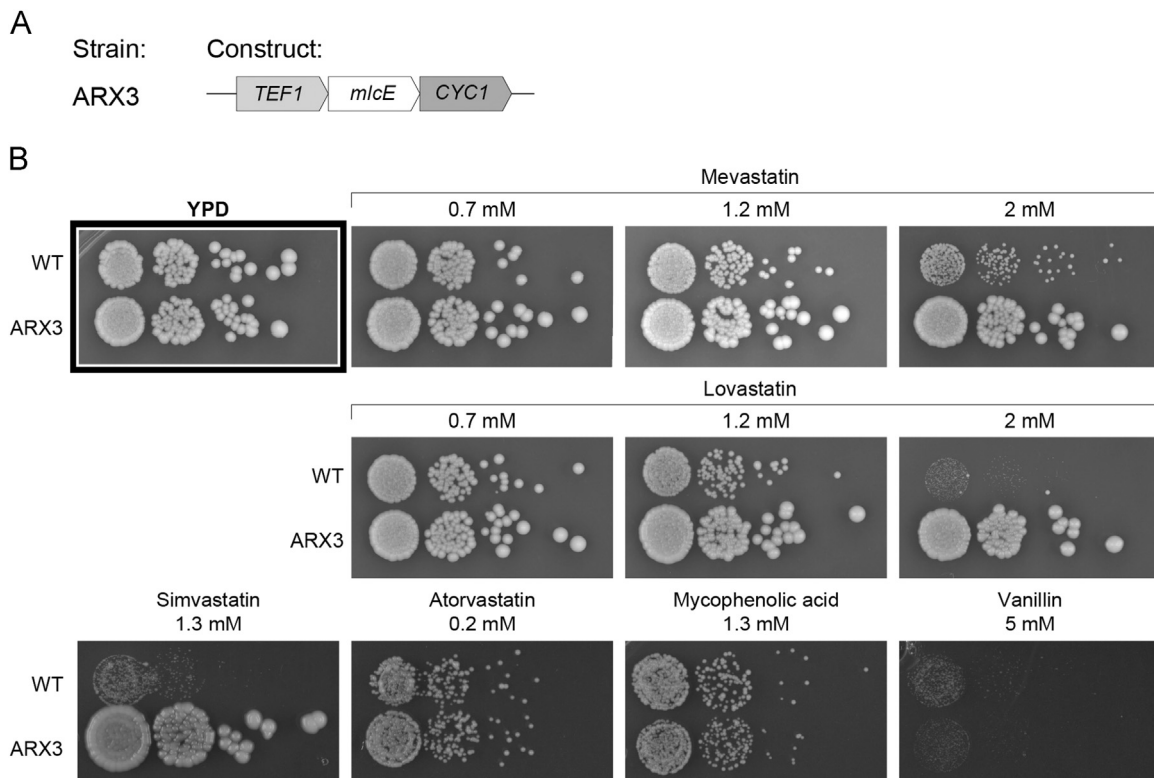 A
Strain: Construct:
ARX3 TEF1 mlcE CYC1
B
Mevastatin
YPD 0.7 mM 1.2 mM 2 mM
WT
ARX3
Lovastatin
0.7 mM 1.2 mM 2 mM
WT
ARX3
Simvastatin Atorvastatin Mycophenolic acid Vanillin
1.3 mM 0.2 mM 1.3 mM 5 mM
WT
ARX3